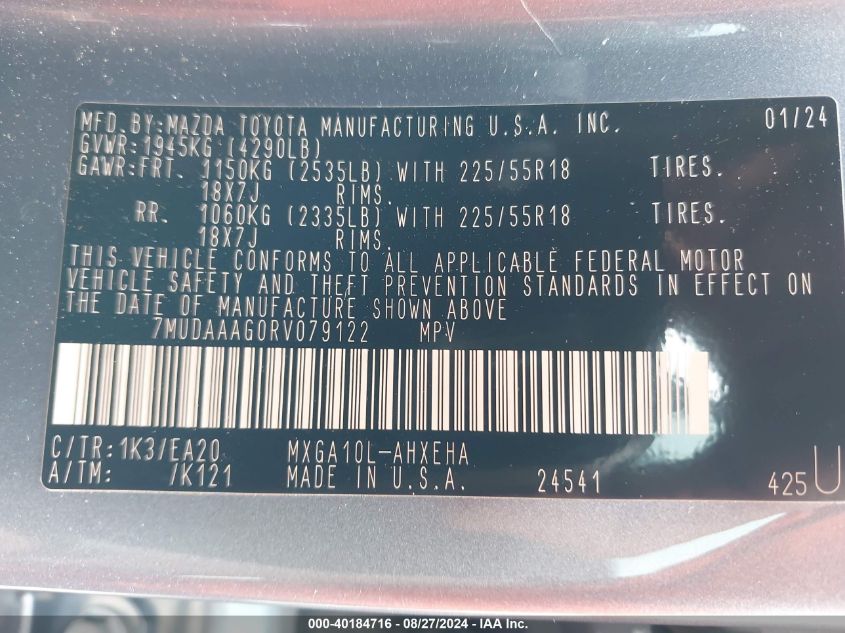 MFD.BY:MAZDA TOYOTA MANUFACTURING U.S.A. INC. 01/24
GVWR:1945KG (4290LB)
GAWR:FRT. 1150KG (2535LB) WITH 225/55R18 TIRES.
18X7J RIMS.
RR. 1060KG (2335LB) WITH 225/55R18 TIRES.
18X7J RIMS.
THIS VEHICLE CONFORMS TO ALL APPLICABLE FEDERAL MOTOR
VEHICLE SAFETY AND THEFT PREVENTION STANDARDS IN EFFECT ON
THE DATE OF MANUFACTURE SHOWN ABOVE
7MUDAAAG0RV079122 MPV
C/TR:1K3/EA20 MXGA10L-AHXEHA
A/TM: /K121 MADE IN U.S.A. 24541 425U
000-40184716 - 08/27/2024 - IAA Inc.